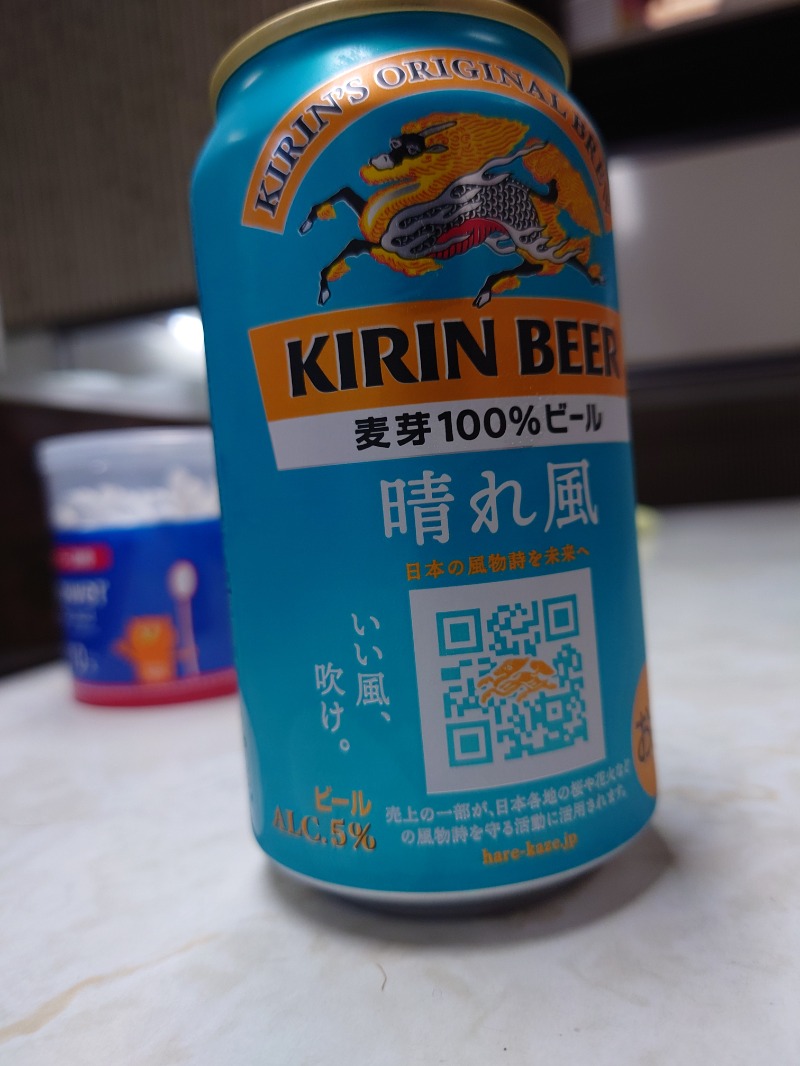 KIRIN'S ORIGINAL BREW
KIRIN BEER
麦芽100%ビール
晴れ風
日本の風物詩を未来へ
いい風、
吹け。
ビール
ALC.5%
売上の一部が、日本各地の桜や花火など
の風物詩を守る活動に活用されます。
hare-kaze.jp
お